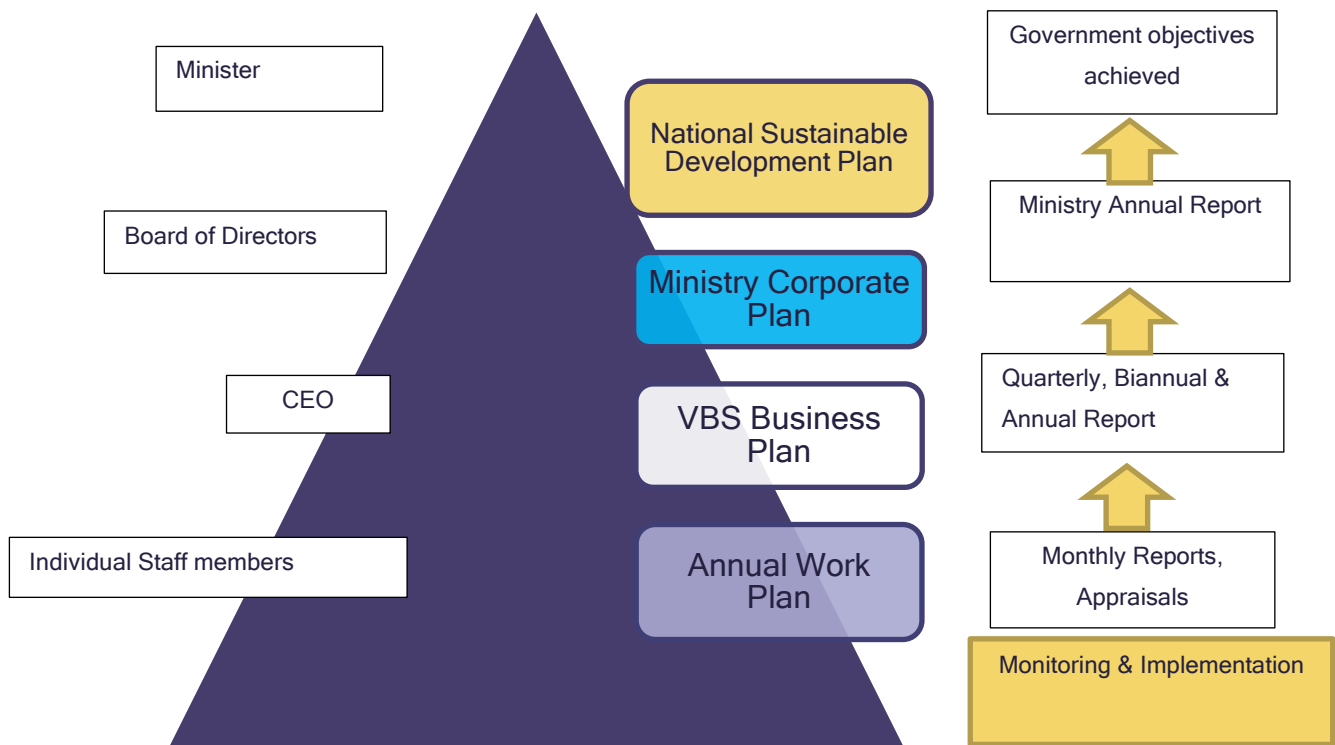 Minister
Board of Directors
CEO
Individual Staff members
National Sustainable
Development Plan
Ministry Corporate
Plan
VBS Business
Plan
Annual Work
Plan
Government objectives
achieved
Ministry Annual Report
Quarterly, Biannual &
Annual Report
Monthly Reports,
Appraisals
Monitoring & Implementation